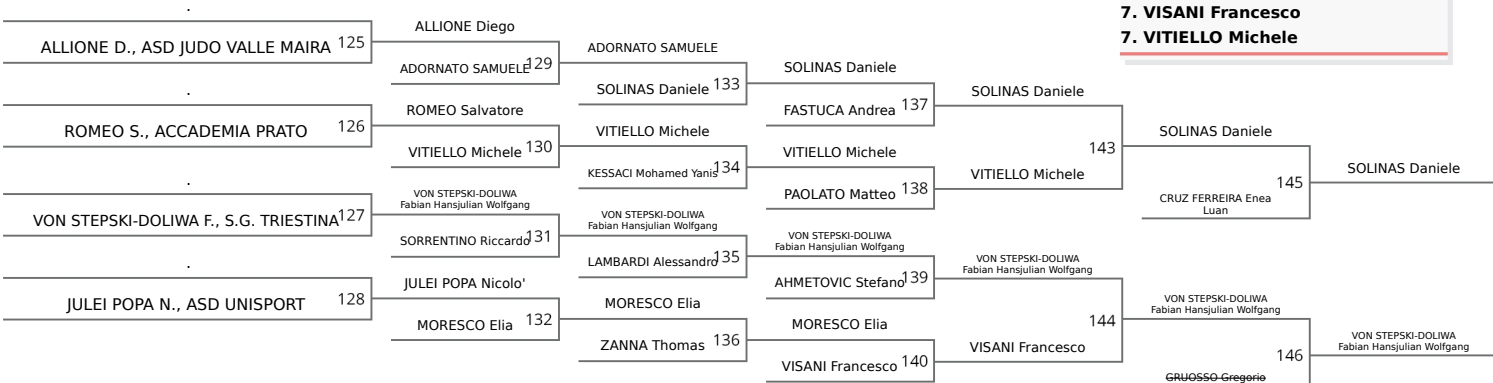 7. VISANI Francesco
7. VITIELLO Michele
.
ALLIONE D., ASD JUDO VALLE MAIRA
125
.
ROMEO S., ACCADEMIA PRATO
126
.
VON STEPSKI-DOLIWA F., S.G. TRIESTINA
127
.
JULEI POPA N., ASD UNISPORT
128
ALLIONE Diego
ADORNATO SAMUELE
129
ROMEO Salvatore
VITIELLO Michele
130
VON STEPSKI-DOLIWA
Fabian Hansjulian Wolfgang
SORRENTINO Riccardo
131
JULEI POPA Nicolo'
MORESCO Elia
132
ADORNATO SAMUELE
SOLINAS Daniele
133
VITIELLO Michele
KESSACI Mohamed Yanis
134
VON STEPSKI-DOLIWA
Fabian Hansjulian Wolfgang
LAMBARDI Alessandro
135
MORESCO Elia
ZANNA Thomas
136
SOLINAS Daniele
FASTUCA Andrea
137
VITIELLO Michele
PAOLATO Matteo
138
VON STEPSKI-DOLIWA
Fabian Hansjulian Wolfgang
AHMETOVIC Stefano
139
MORESCO Elia
VISANI Francesco
140
SOLINAS Daniele
143
VITIELLO Michele
VON STEPSKI-DOLIWA
Fabian Hansjulian Wolfgang
144
VISANI Francesco
SOLINAS Daniele
145
CRUZ FERREIRA Enea
Luan
VON STEPSKI-DOLIWA
Fabian Hansjulian Wolfgang
146
GRUOSSO Gregorio
SOLINAS Daniele
VON STEPSKI-DOLIWA
Fabian Hansjulian Wolfgang